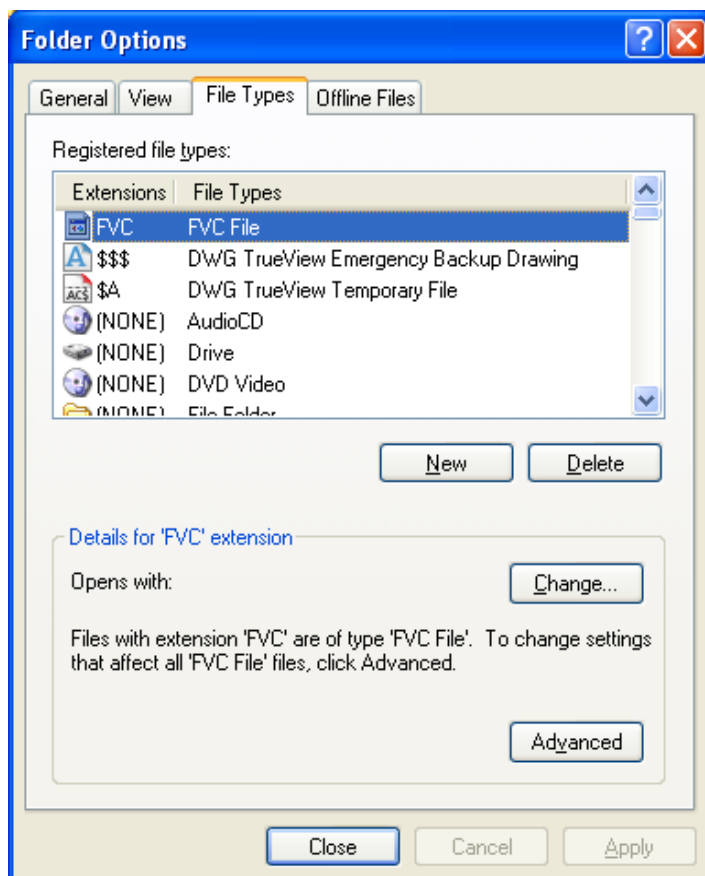 Folder Options
General View File Types Offline Files
Registered file types:
Extensions File Types
FVC FVC File
$$$ DWG TrueView Emergency Backup Drawing
$A DWG TrueView Temporary File
(NONE) AudioCD
(NONE) Drive
(NONE) DVD Video
(NONE) File Folder
New Delete
Details for 'FVC' extension
Opens with: Change...
Files with extension 'FVC' are of type 'FVC File'. To change settings
that affect all 'FVC File' files, click Advanced.
Advanced
Close Cancel Apply